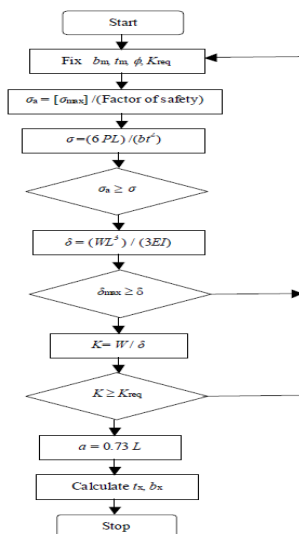 Start
Fix bm, tm, ϕ, Kreq
σa = [σmax] /(Factor of safety)
σ =(6 PL) /(bt²)
σa ≥ σ
δ = (WL³) / (3EI)
δmax ≥ δ
K= W / δ
K ≥ Kreq
a = 0.73 L
Calculate tx, bx
Stop